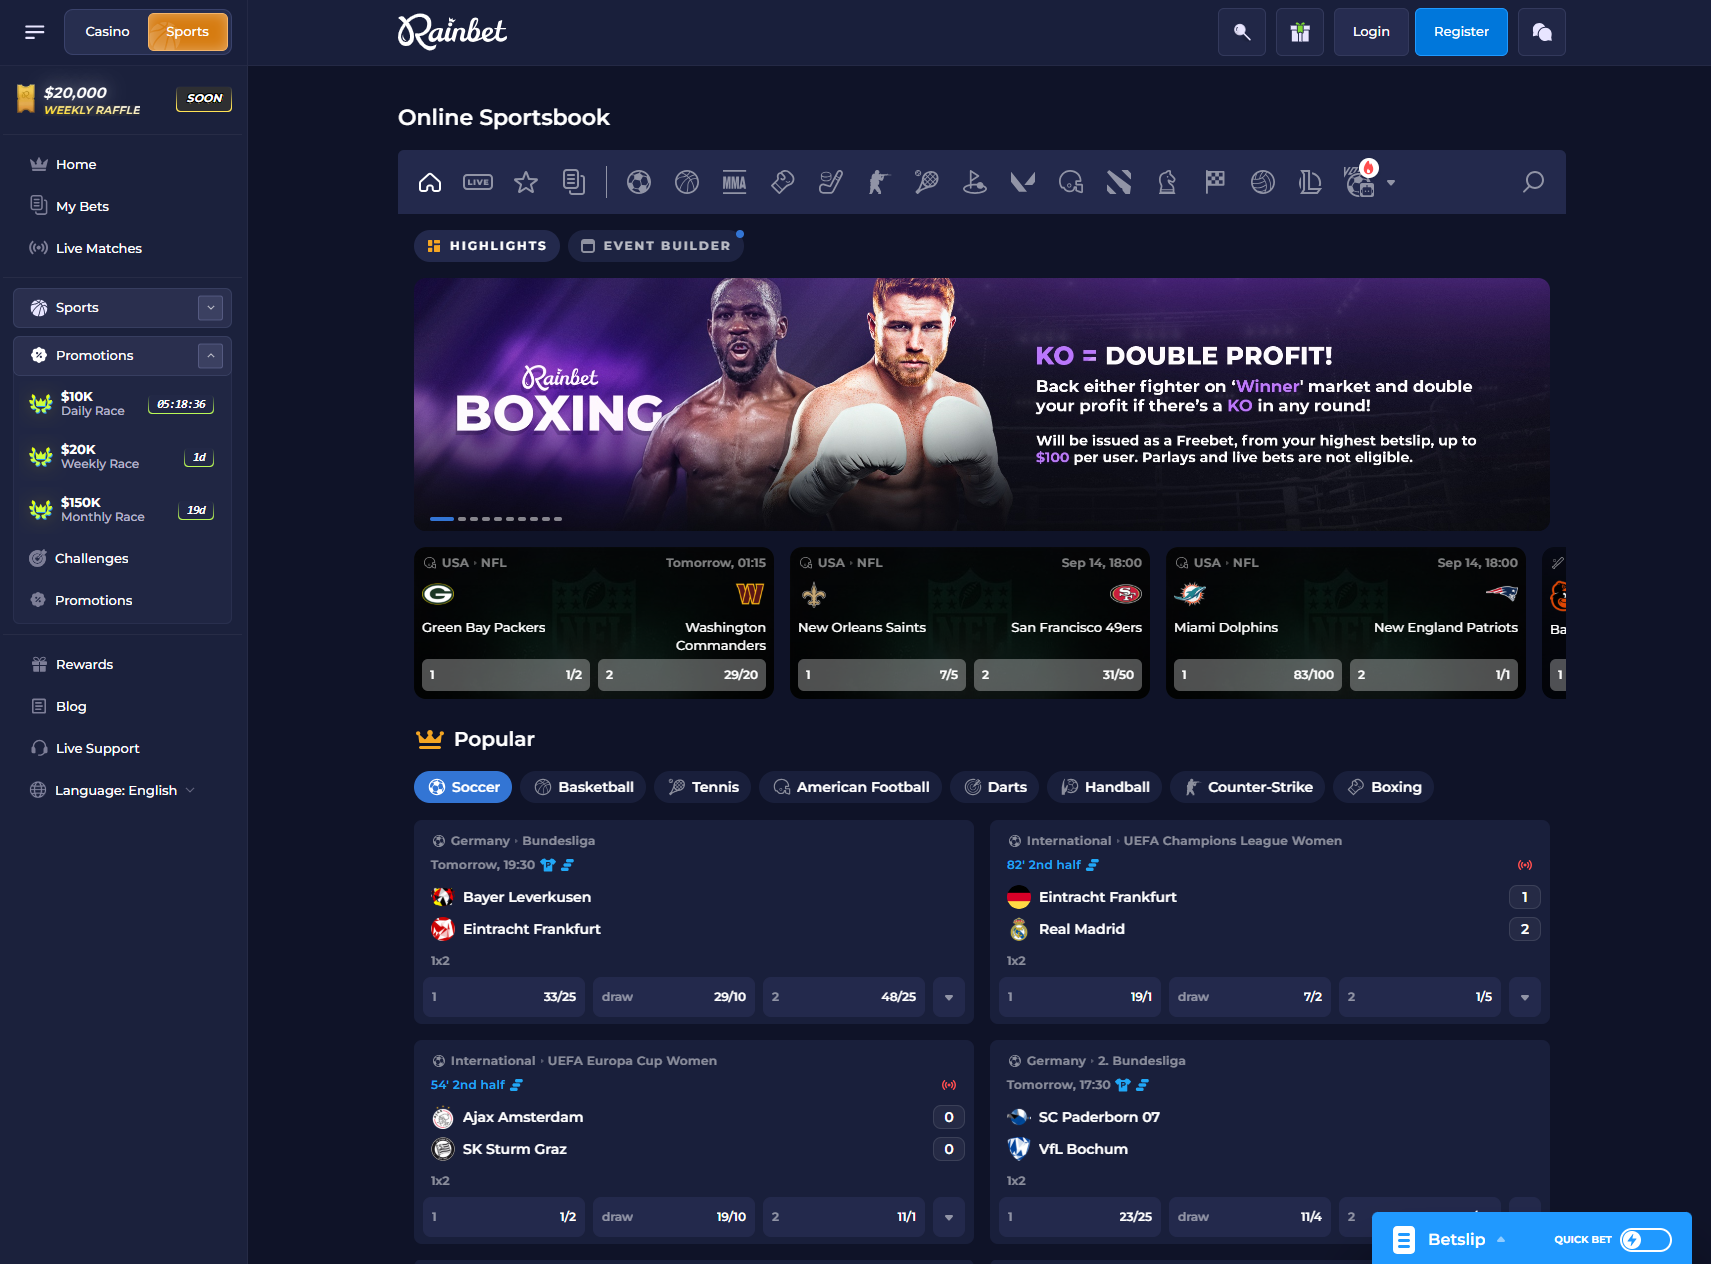 Casino
Sports
Rainbet
Login
Register
$20,000
WEEKLY RAFFLE
SOON
Home
My Bets
Live Matches
Sports
Promotions
$10K
Daily Race
05:18:36
$20K
Weekly Race
1d
$150K
Monthly Race
19d
Challenges
Promotions
Rewards
Blog
Live Support
Language: English
Online Sportsbook
LIVE
MMA
HIGHLIGHTS
EVENT BUILDER
Rainbet
BOXING
KO = DOUBLE PROFIT!
Back either fighter on ‘Winner’ market and double
your profit if there’s a KO in any round!
Will be issued as a Freebet, from your highest betslip, up to
$100 per user. Parlays and live bets are not eligible.
USA · NFL
Tomorrow, 01:15
Green Bay Packers
Washington
Commanders
1 1/2
2 29/20
USA · NFL
Sep 14, 18:00
New Orleans Saints
San Francisco 49ers
1 7/5
2 31/50
USA · NFL
Sep 14, 18:00
Miami Dolphins
New England Patriots
1 83/100
2 1/1
Ba
1
Popular
Soccer
Basketball
Tennis
American Football
Darts
Handball
Counter-Strike
Boxing
Germany · Bundesliga
Tomorrow, 19:30
Bayer Leverkusen
Eintracht Frankfurt
1x2
1 33/25
draw 29/10
2 48/25
International · UEFA Champions League Women
82' 2nd half
Eintracht Frankfurt 1
Real Madrid 2
1x2
1 19/1
draw 7/2
2 1/5
International · UEFA Europa Cup Women
54' 2nd half
Ajax Amsterdam 0
SK Sturm Graz 0
1x2
1 1/2
draw 19/10
2 11/1
Germany · 2. Bundesliga
Tomorrow, 17:30
SC Paderborn 07
VfL Bochum
1x2
1 23/25
draw 11/4
2
Betslip
QUICK BET